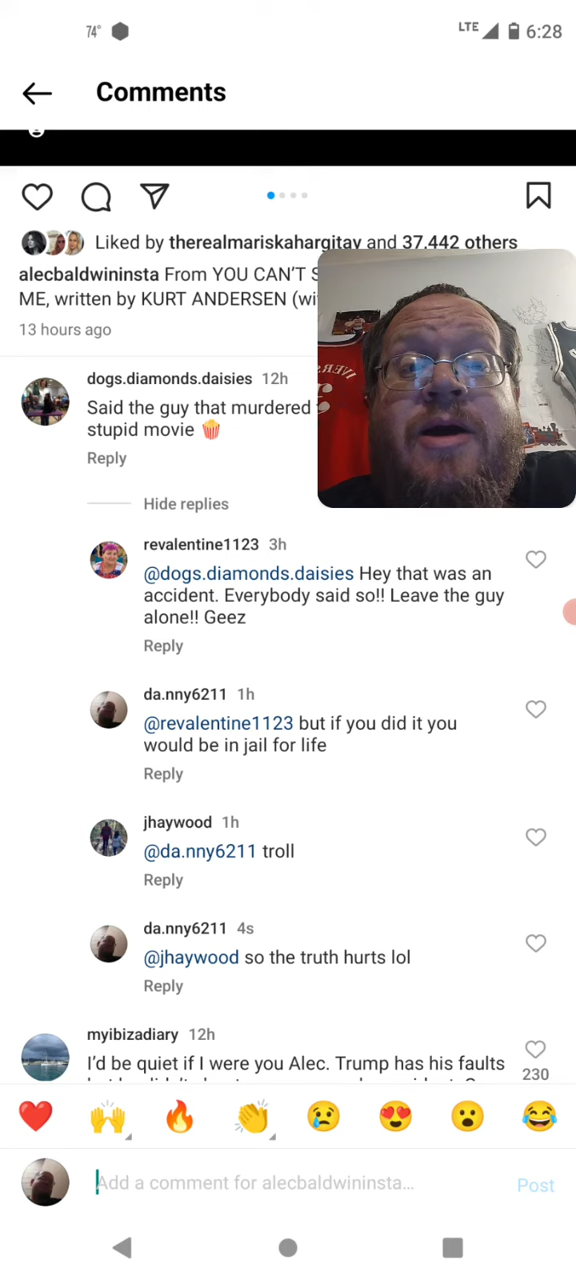 74°
LTE 6:28
Comments
Liked by therealmariskahargitay and 37,442 others
alecbaldwininsta From YOU CAN'T
ME, written by KURT ANDERSEN
13 hours ago
dogs.diamonds.daisies 12h
Said the guy that murdered
stupid movie 🍿
Reply
Hide replies
revalentine1123 3h
@dogs.diamonds.daisies Hey that was an
accident. Everybody said so!! Leave the guy
alone!! Geez
Reply
da.nny6211 1h
@revalentine1123 but if you did it you
would be in jail for life
Reply
jhaywood 1h
@da.nny6211 troll
Reply
da.nny6211 4s
@jhaywood so the truth hurts lol
Reply
myibizadiary 12h
I'd be quiet if I were you Alec. Trump has his faults
230
❤️ 🙌 🔥 👏 😢 😍 😮 😂
Add a comment for alecbaldwininsta...
Post